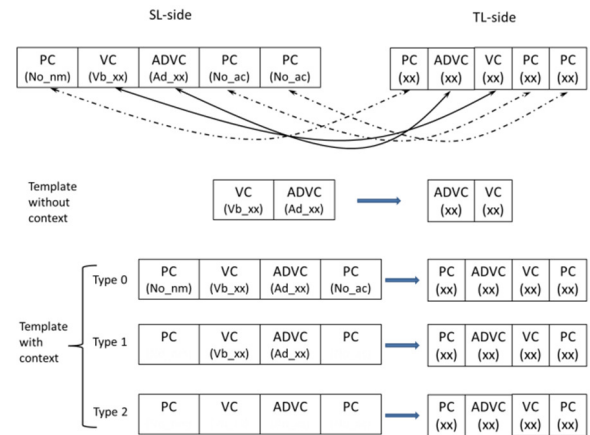 SL-side TL-side
PC VC ADVC PC PC PC ADVC VC PC PC
(No_nm) (Vb_xx) (Ad_xx) (No_ac) (No_ac) (xx) (xx) (xx) (xx) (xx)
Template
without
context
VC ADVC ADVC VC
(Vb_xx) (Ad_xx) (xx) (xx)
Template
with
context
Type 0
PC VC ADVC PC PC ADVC VC PC
(No_nm) (Vb_xx) (Ad_xx) (No_ac) (xx) (xx) (xx) (xx)
Type 1
PC VC ADVC PC PC ADVC VC PC
(Vb_xx) (Ad_xx) (xx) (xx) (xx) (xx)
Type 2
PC VC ADVC PC PC ADVC VC PC
(xx) (xx) (xx) (xx)